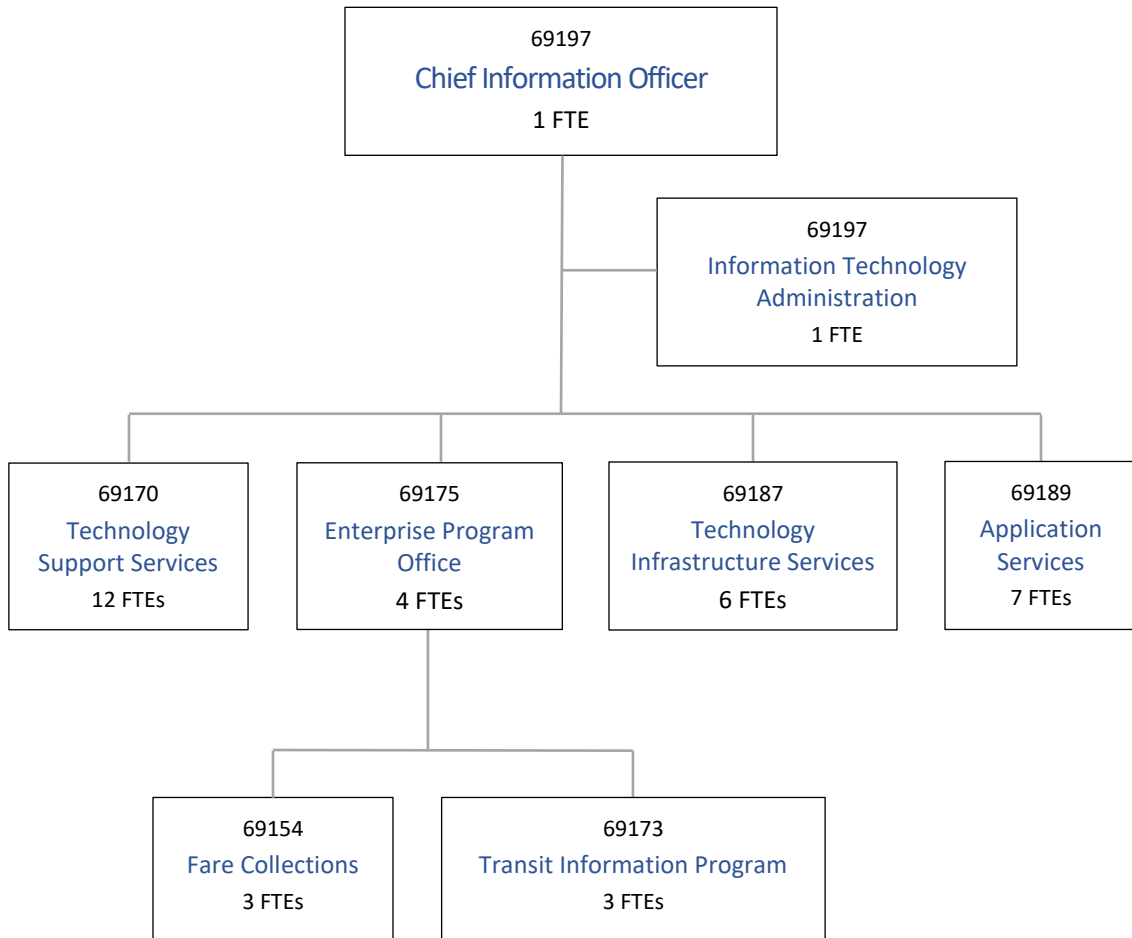 69197
Chief Information Officer
1 FTE
69197
Information Technology
Administration
1 FTE
69170
Technology
Support Services
12 FTEs
69175
Enterprise Program
Office
4 FTEs
69187
Technology
Infrastructure Services
6 FTEs
69189
Application
Services
7 FTEs
69154
Fare Collections
3 FTEs
69173
Transit Information Program
3 FTEs